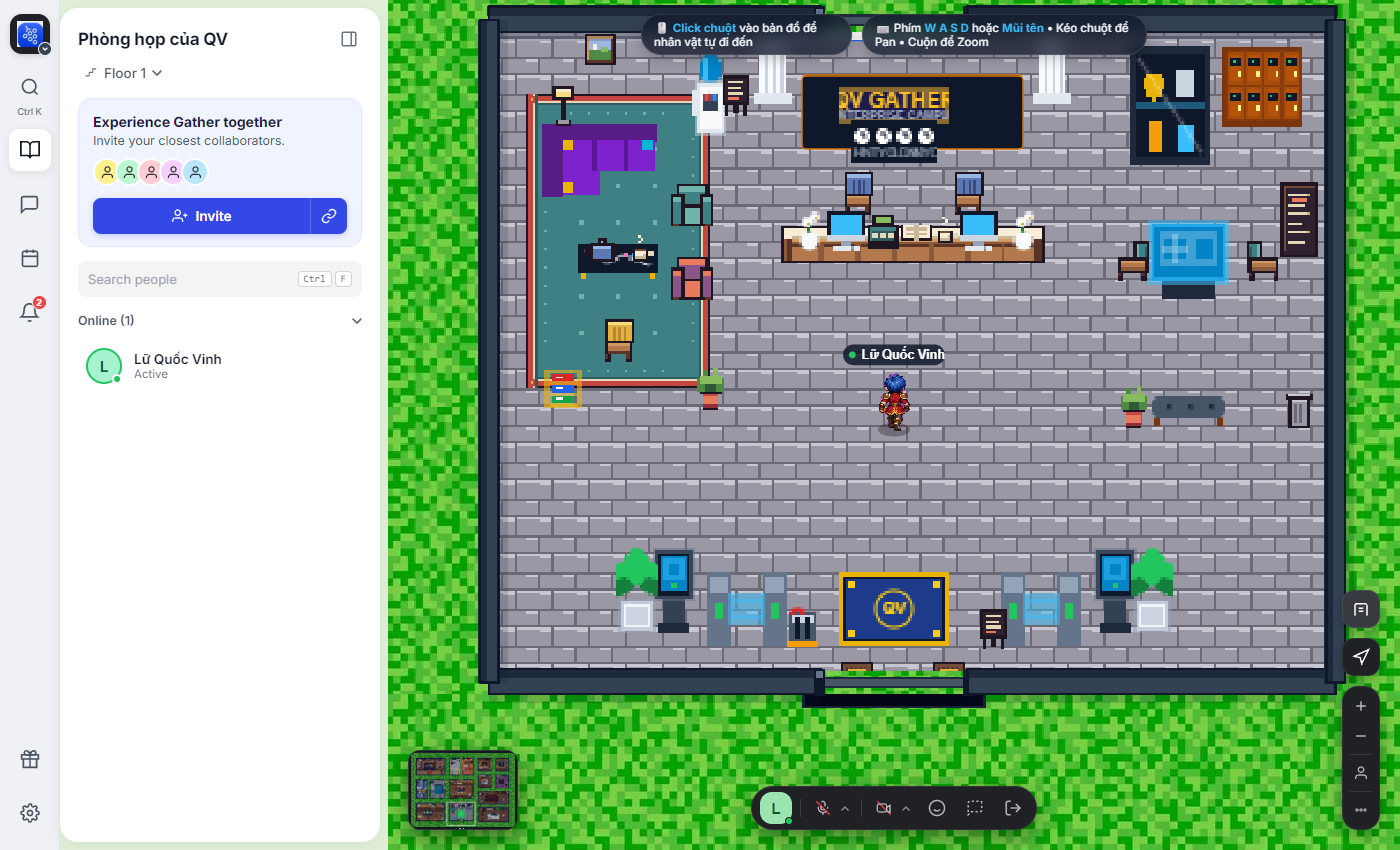 Phòng họp của QV
Floor 1
Ctrl K
Experience Gather together
Invite your closest collaborators.
Invite
Search people
Ctrl
F
Online (1)
L
Lữ Quốc Vinh
Active
2
Click chuột vào bản đồ để
nhân vật tự đi đến
Phím W A S D hoặc Mũi tên • Kéo chuột để
Pan • Cuộn để Zoom
QV GATHER
Lữ Quốc Vinh
QV
L